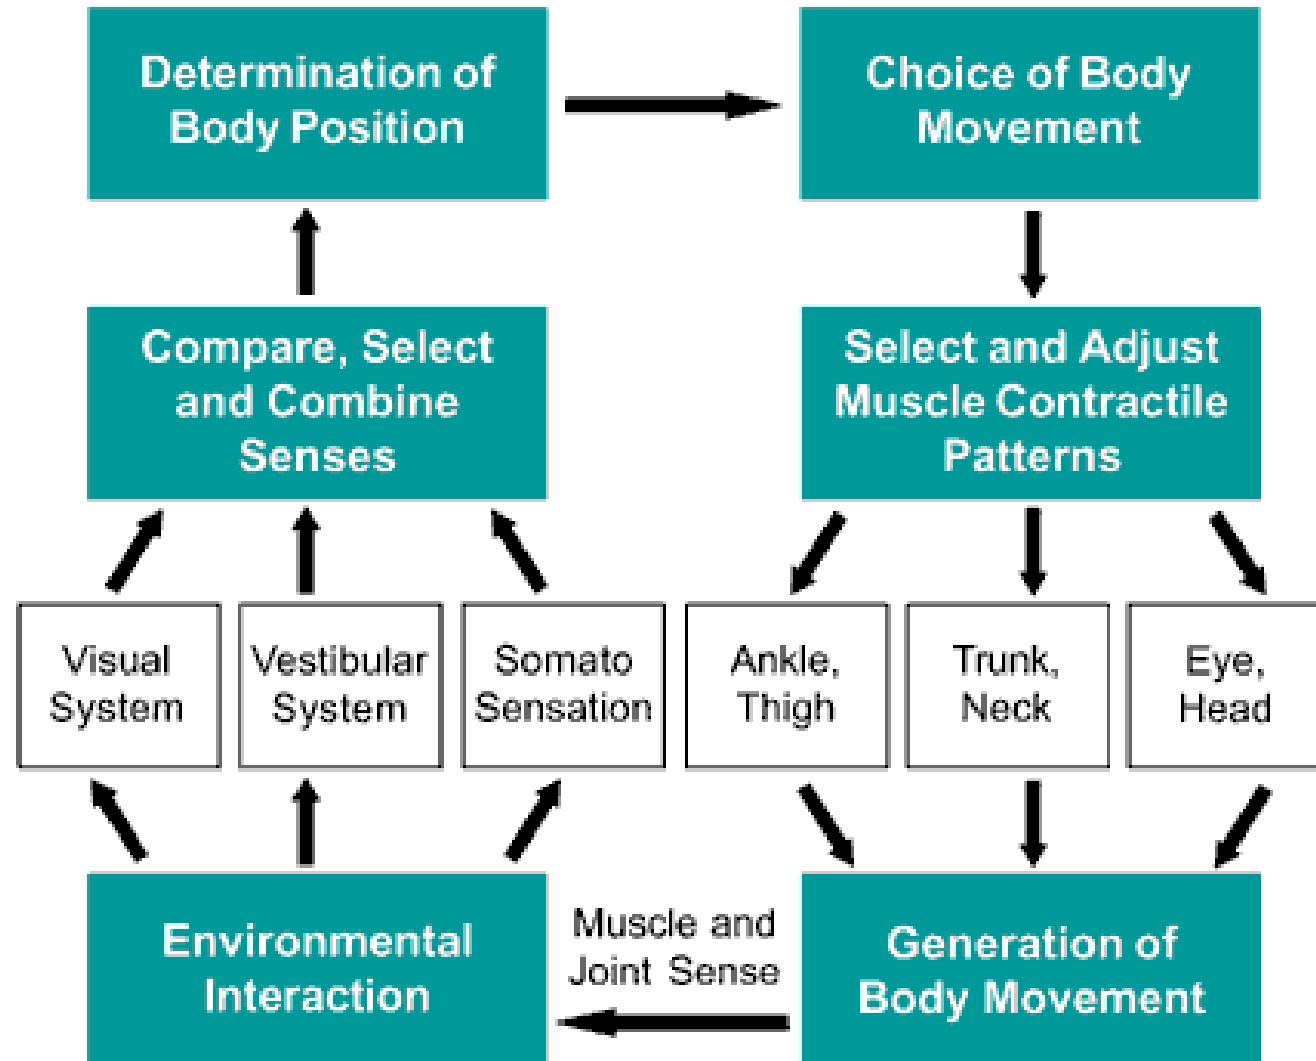 Determination of
Body Position
Choice of Body
Movement
Compare, Select
and Combine
Senses
Select and Adjust
Muscle Contractile
Patterns
Visual
System
Vestibular
System
Somato
Sensation
Ankle,
Thigh
Trunk,
Neck
Eye,
Head
Environmental
Interaction
Muscle and
Joint Sense
Generation of
Body Movement